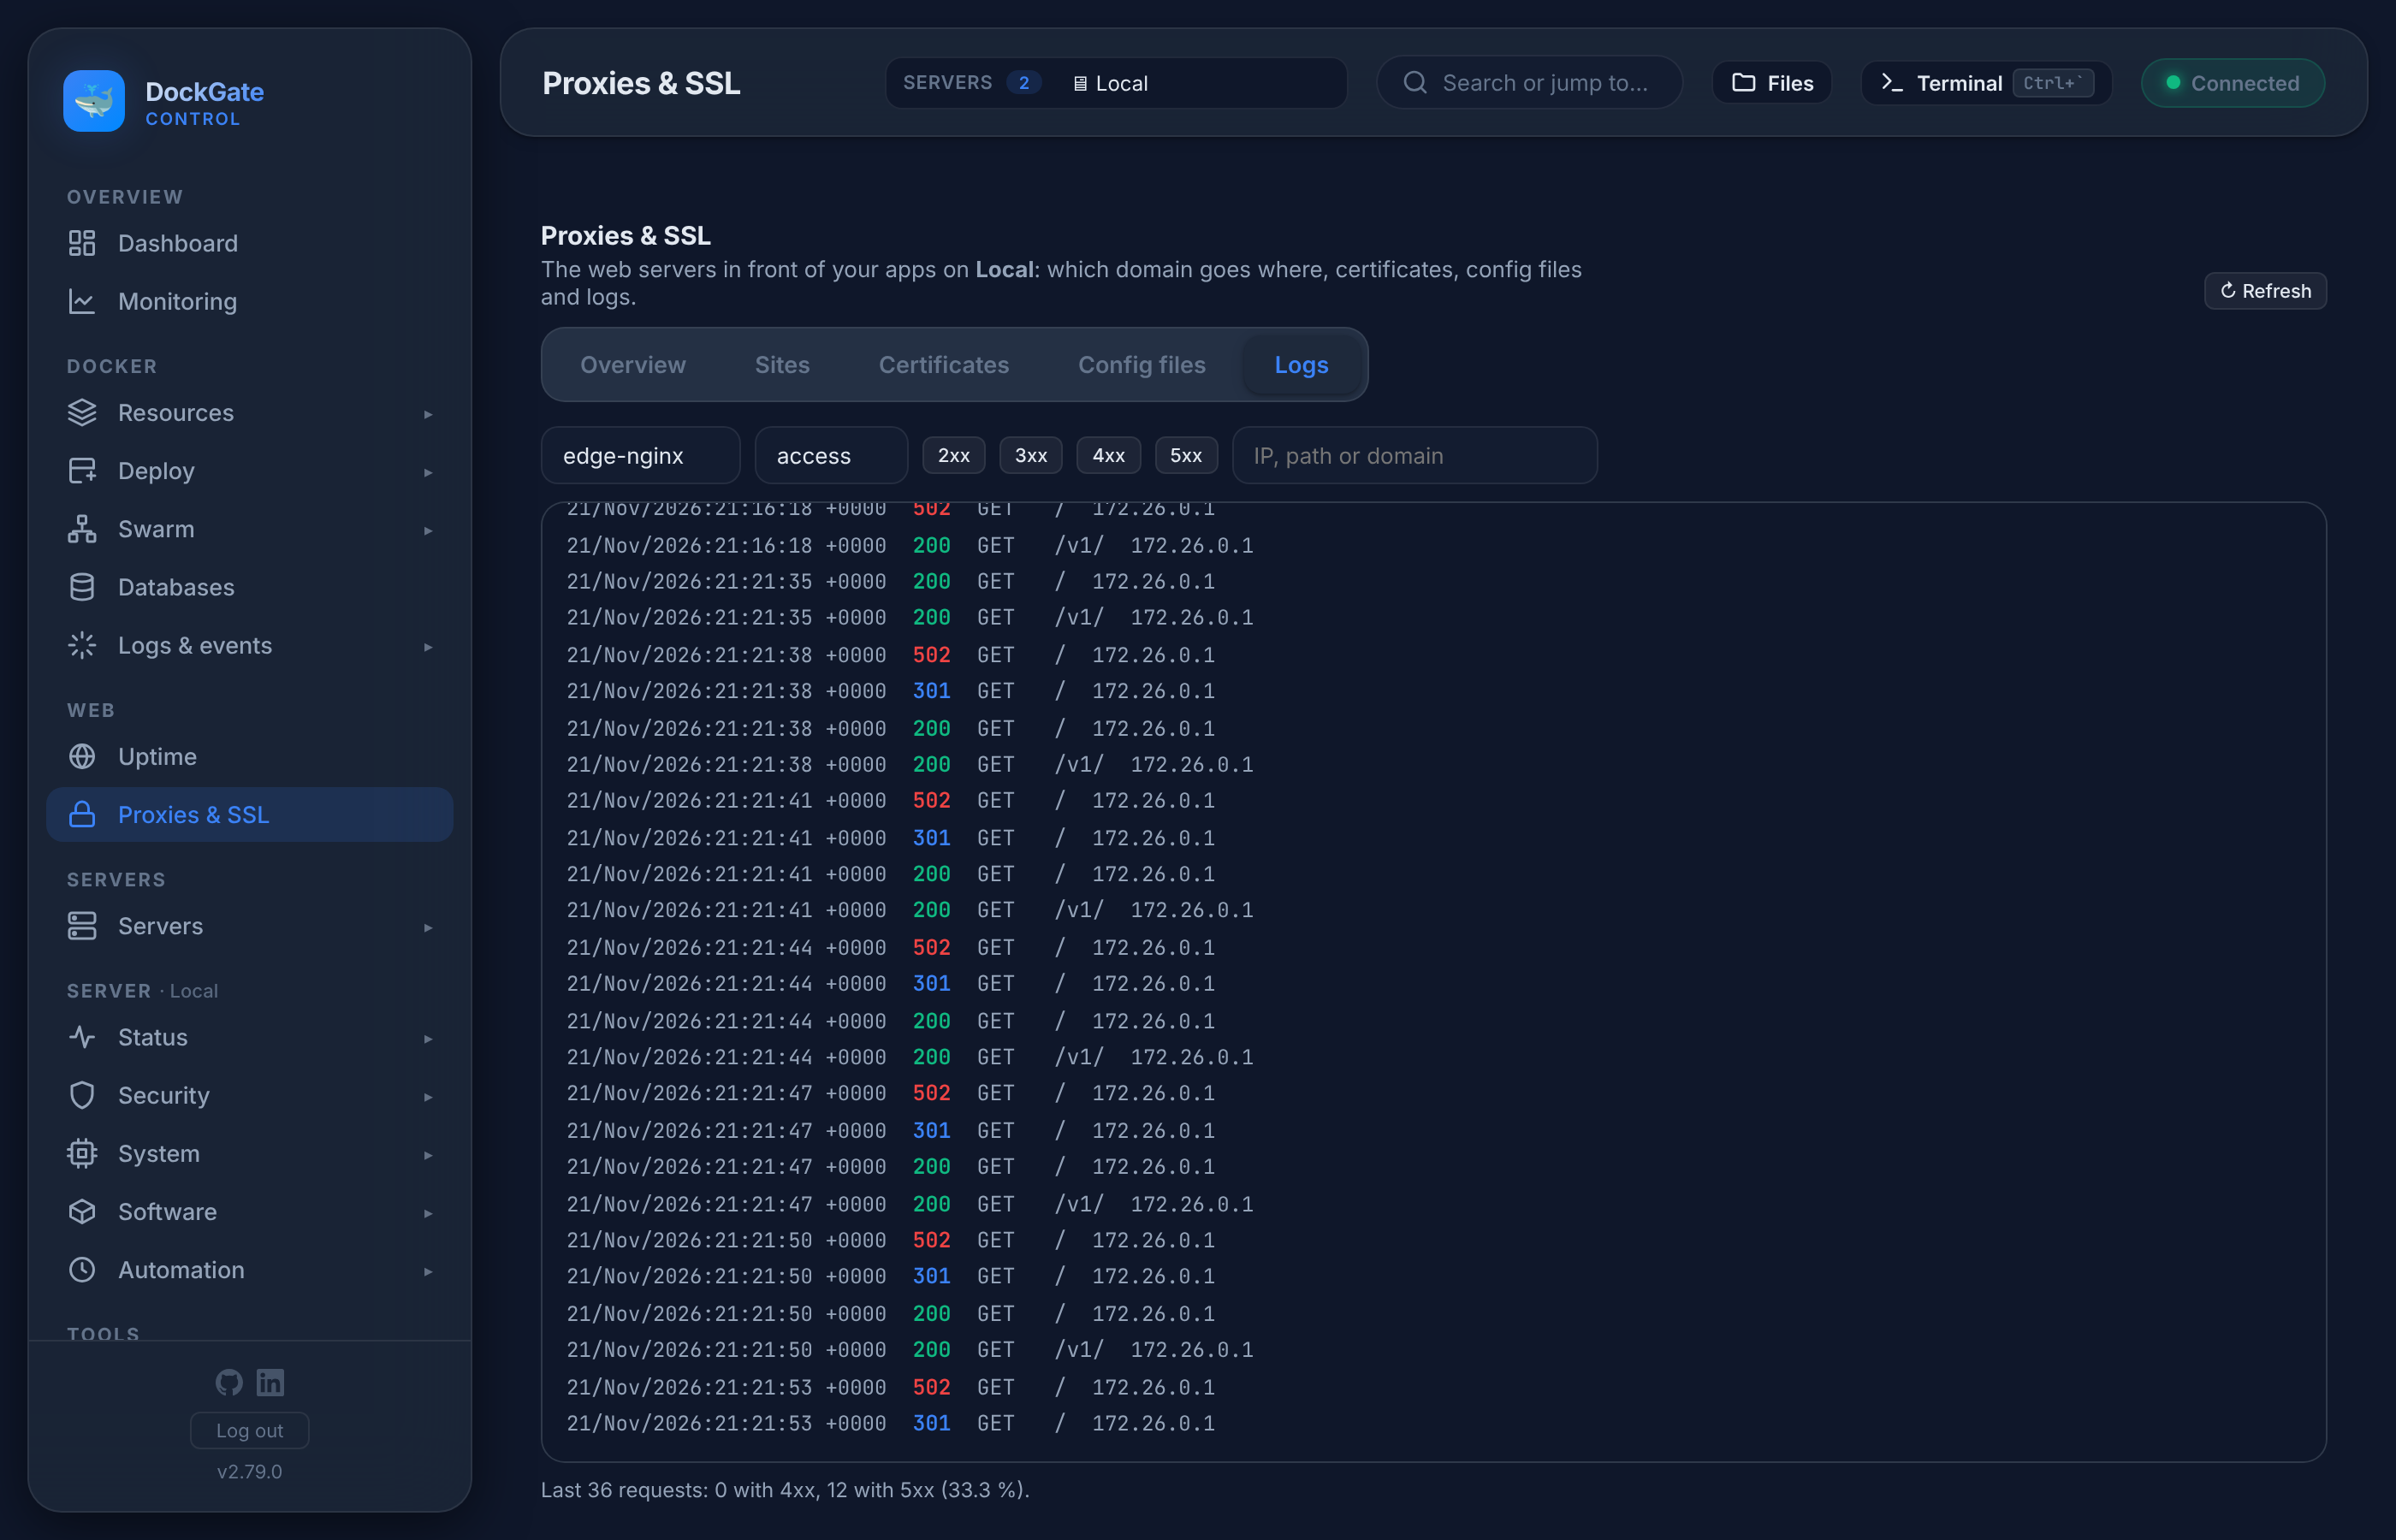 DockGate
CONTROL
OVERVIEW
Dashboard
Monitoring
DOCKER
Resources
Deploy
Swarm
Databases
Logs & events
WEB
Uptime
Proxies & SSL
SERVERS
Servers
SERVER · Local
Status
Security
System
Software
Automation
TOOLS
Log out
v2.79.0
Proxies & SSL
SERVERS 2 Local
Search or jump to...
Files
Terminal Ctrl+`
Connected
Proxies & SSL
The web servers in front of your apps on Local: which domain goes where, certificates, config files
and logs.
Refresh
Overview Sites Certificates Config files Logs
edge-nginx access 2xx 3xx 4xx 5xx IP, path or domain
21/Nov/2026:21:16:18 +0000 502 GET / 172.26.0.1
21/Nov/2026:21:16:18 +0000 200 GET /v1/ 172.26.0.1
21/Nov/2026:21:21:35 +0000 200 GET / 172.26.0.1
21/Nov/2026:21:21:35 +0000 200 GET /v1/ 172.26.0.1
21/Nov/2026:21:21:38 +0000 502 GET / 172.26.0.1
21/Nov/2026:21:21:38 +0000 301 GET / 172.26.0.1
21/Nov/2026:21:21:38 +0000 200 GET / 172.26.0.1
21/Nov/2026:21:21:38 +0000 200 GET /v1/ 172.26.0.1
21/Nov/2026:21:21:41 +0000 502 GET / 172.26.0.1
21/Nov/2026:21:21:41 +0000 301 GET / 172.26.0.1
21/Nov/2026:21:21:41 +0000 200 GET / 172.26.0.1
21/Nov/2026:21:21:41 +0000 200 GET /v1/ 172.26.0.1
21/Nov/2026:21:21:44 +0000 502 GET / 172.26.0.1
21/Nov/2026:21:21:44 +0000 301 GET / 172.26.0.1
21/Nov/2026:21:21:44 +0000 200 GET / 172.26.0.1
21/Nov/2026:21:21:44 +0000 200 GET /v1/ 172.26.0.1
21/Nov/2026:21:21:47 +0000 502 GET / 172.26.0.1
21/Nov/2026:21:21:47 +0000 301 GET / 172.26.0.1
21/Nov/2026:21:21:47 +0000 200 GET / 172.26.0.1
21/Nov/2026:21:21:47 +0000 200 GET /v1/ 172.26.0.1
21/Nov/2026:21:21:50 +0000 502 GET / 172.26.0.1
21/Nov/2026:21:21:50 +0000 301 GET / 172.26.0.1
21/Nov/2026:21:21:50 +0000 200 GET / 172.26.0.1
21/Nov/2026:21:21:50 +0000 200 GET /v1/ 172.26.0.1
21/Nov/2026:21:21:53 +0000 502 GET / 172.26.0.1
21/Nov/2026:21:21:53 +0000 301 GET / 172.26.0.1
Last 36 requests: 0 with 4xx, 12 with 5xx (33.3 %).